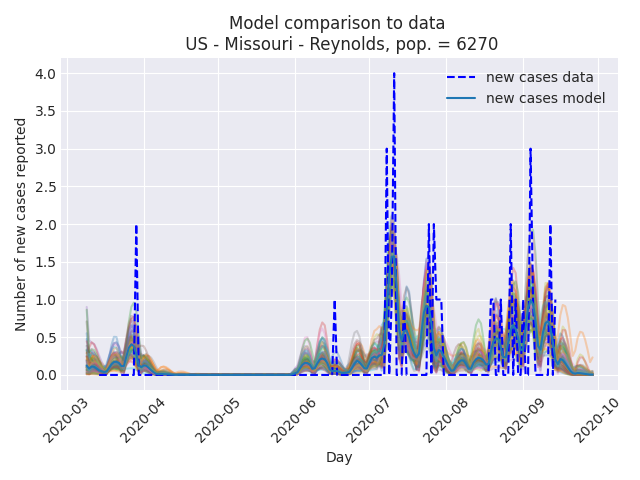 Model comparison to data
US - Missouri - Reynolds, pop. = 6270
new cases data
new cases model
Number of new cases reported
4.0
3.5
3.0
2.5
2.0
1.5
1.0
0.5
0.0
2020-03
2020-04
2020-05
2020-06
2020-07
2020-08
2020-09
2020-10
Day